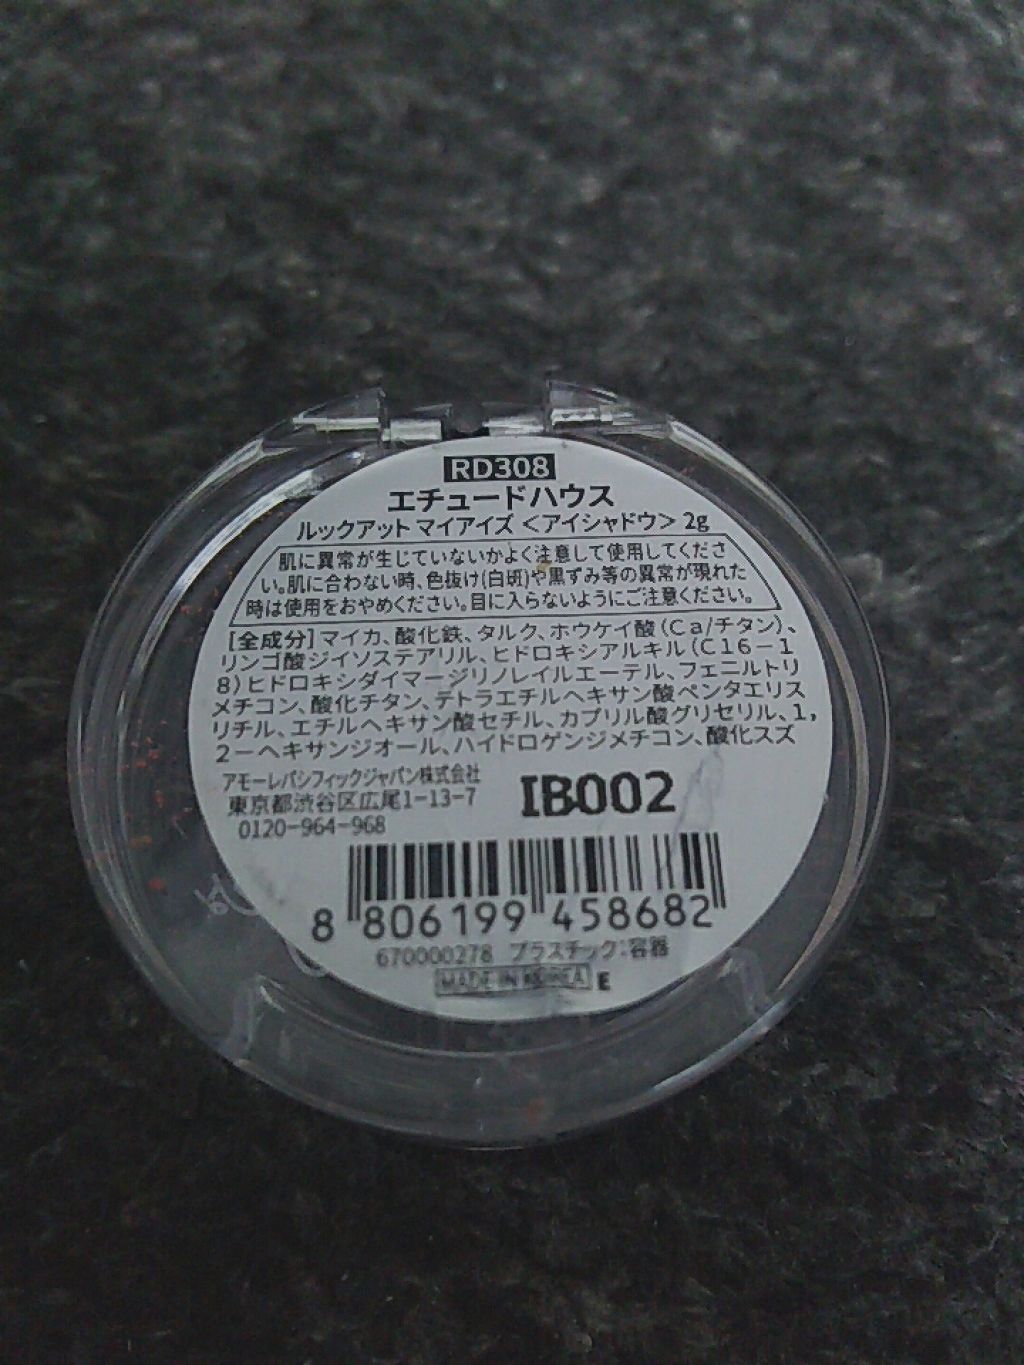 RD308
エチュードハウス
ルックアット マイアイズ <アイシャドウ> 2g
肌に異常が生じていないかよく注意して使用してくださ
い。肌に合わない時、色抜け(白斑)や黒ずみ等の異常が現れた
時は使用をおやめください。目に入らないようにご注意ください。
[全成分] マイカ、酸化鉄、タルク、ホウケイ酸(Ca/チタン)、
リンゴ酸ジイソステアリル、ヒドロキシアルキル(C16-1
8)ヒドロキシダイマージリノレイルエーテル、フェニルトリ
メチコン、酸化チタン、テトラエチルヘキサン酸ペンタエリス
リチル、エチルヘキサン酸セチル、カプリル酸グリセリル、1,
2-ヘキサンジオール、ハイドロゲンジメチコン、酸化スズ
アモーレパシフィックジャパン株式会社
東京都渋谷区広尾1-13-7
0120-964-968
IB002
8 806199 458682
670000278 プラスチック:容器
MADE IN KOREA E